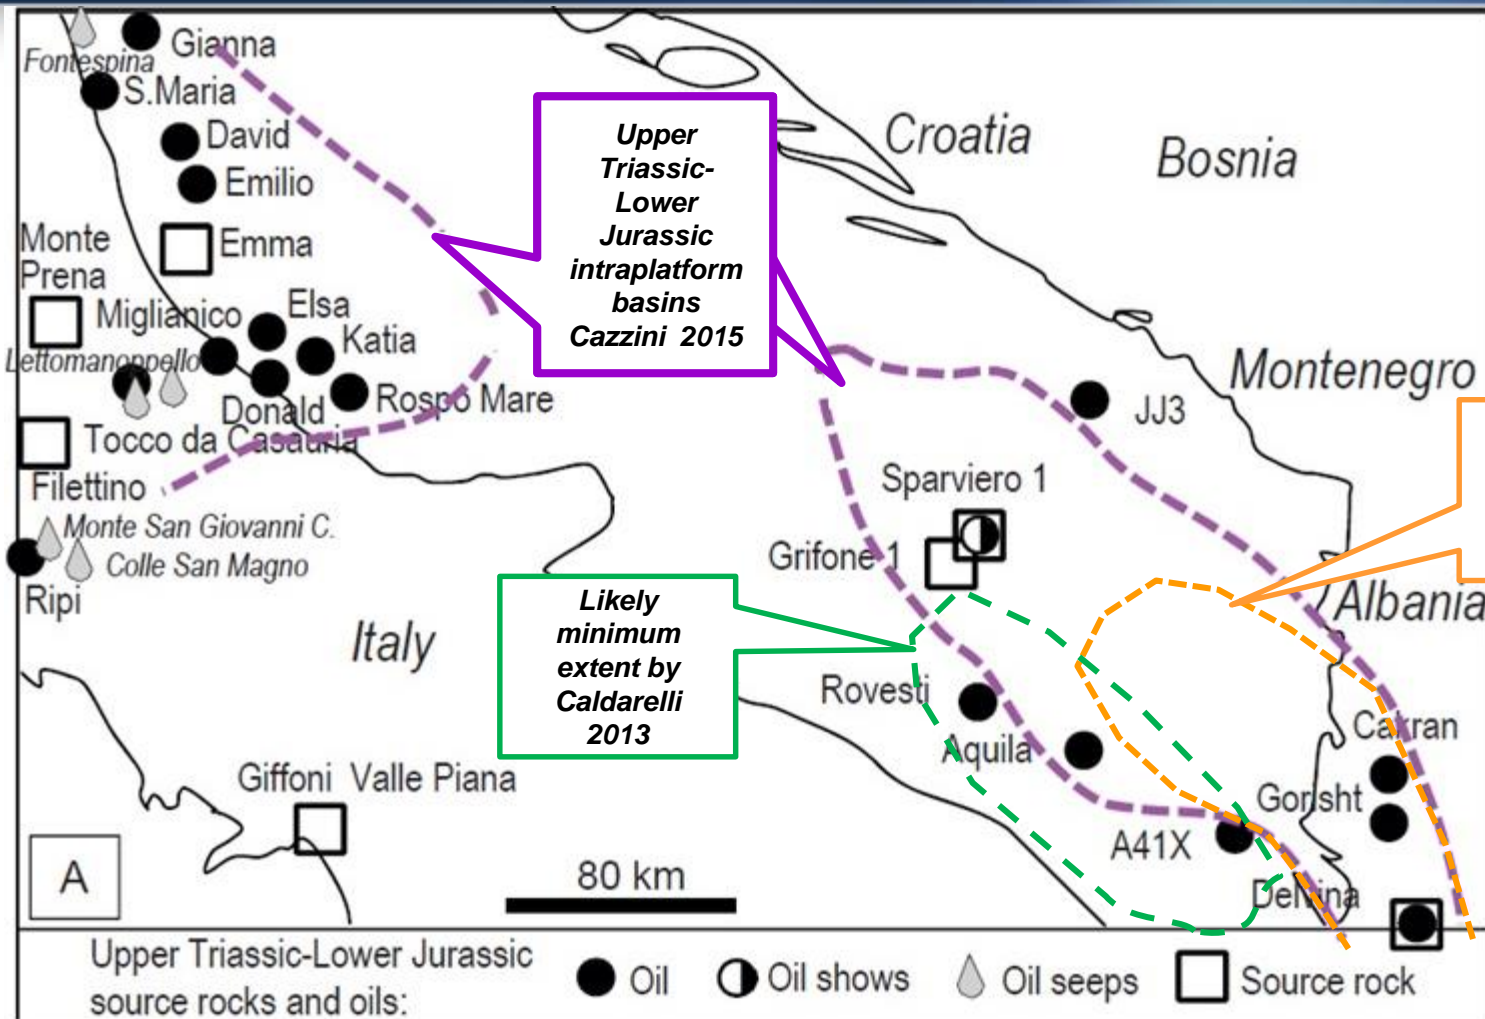 Gianna
Fontespina
S.Maria
David
Emilio
Emma
Monte
Prena
Miglianico
Elsa
Katia
Lettomanoppello
Donald
Rospo Mare
Tocco da Casauria
Filettino
Monte San Giovanni C.
Colle San Magno
Ripi
Italy
Giffoni Valle Piana
A
80 km
Upper
Triassic-
Lower
Jurassic
intraplatform
basins
Cazzini 2015
Croatia
Bosnia
Montenegro
JJ3
Sparviero 1
Grifone 1
Albania
Likely
minimum
extent by
Caldarelli
2013
Rovesti
Aquila
Cakran
Gorisht
A41X
Delvina
Upper Triassic-Lower Jurassic
source rocks and oils:
Oil
Oil shows
Oil seeps
Source rock